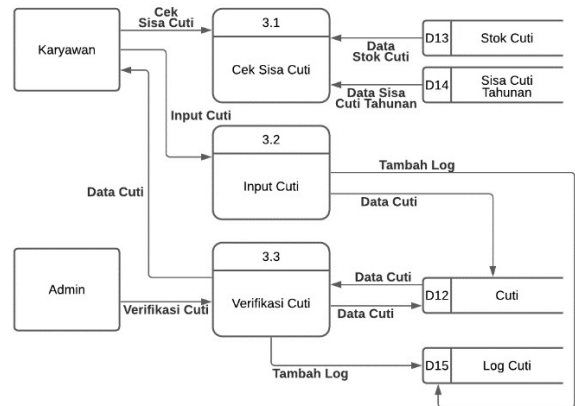 Cek
Sisa Cuti
3.1
Karyawan
Cek Sisa Cuti
D13
Stok Cuti
Data
Stok Cuti
D14
Sisa Cuti
Tahunan
Data Sisa
Cuti Tahunan
Input Cuti
3.2
Input Cuti
Tambah Log
Data Cuti
Data Cuti
3.3
Admin
Verifikasi Cuti
Verifikasi Cuti
Data Cuti
D12
Cuti
Data Cuti
Tambah Log
D15
Log Cuti